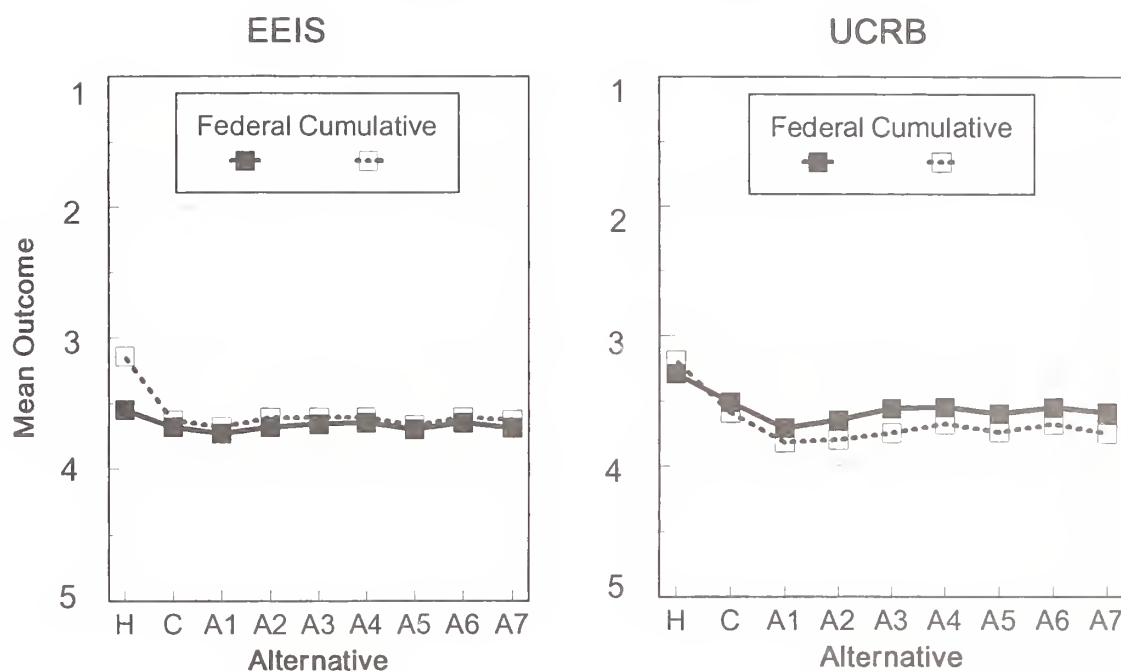 EEIS
Federal Cumulative
1
2
3
4
5
Mean Outcome
H C A1 A2 A3 A4 A5 A6 A7
Alternative
UCRB
Federal Cumulative
1
2
3
4
5
H C A1 A2 A3 A4 A5 A6 A7
Alternative